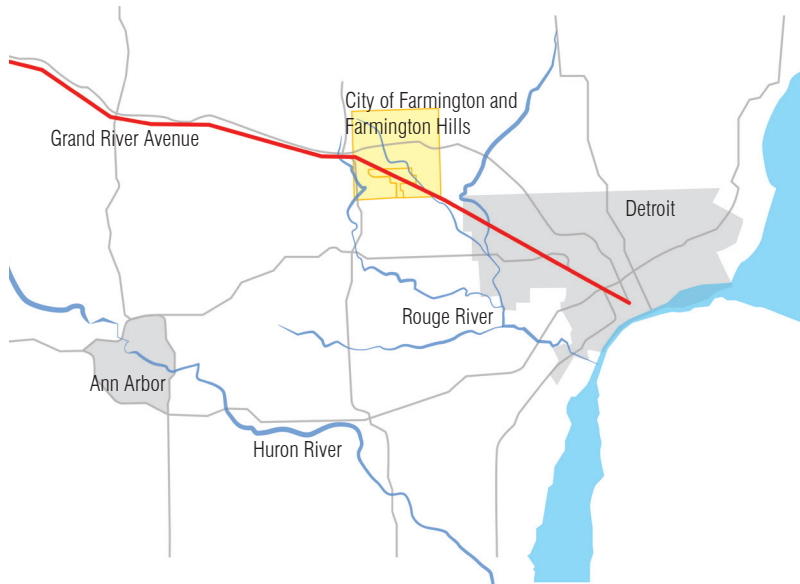 City of Farmington and
Farmington Hills
Grand River Avenue
Detroit
Rouge River
Ann Arbor
Huron River